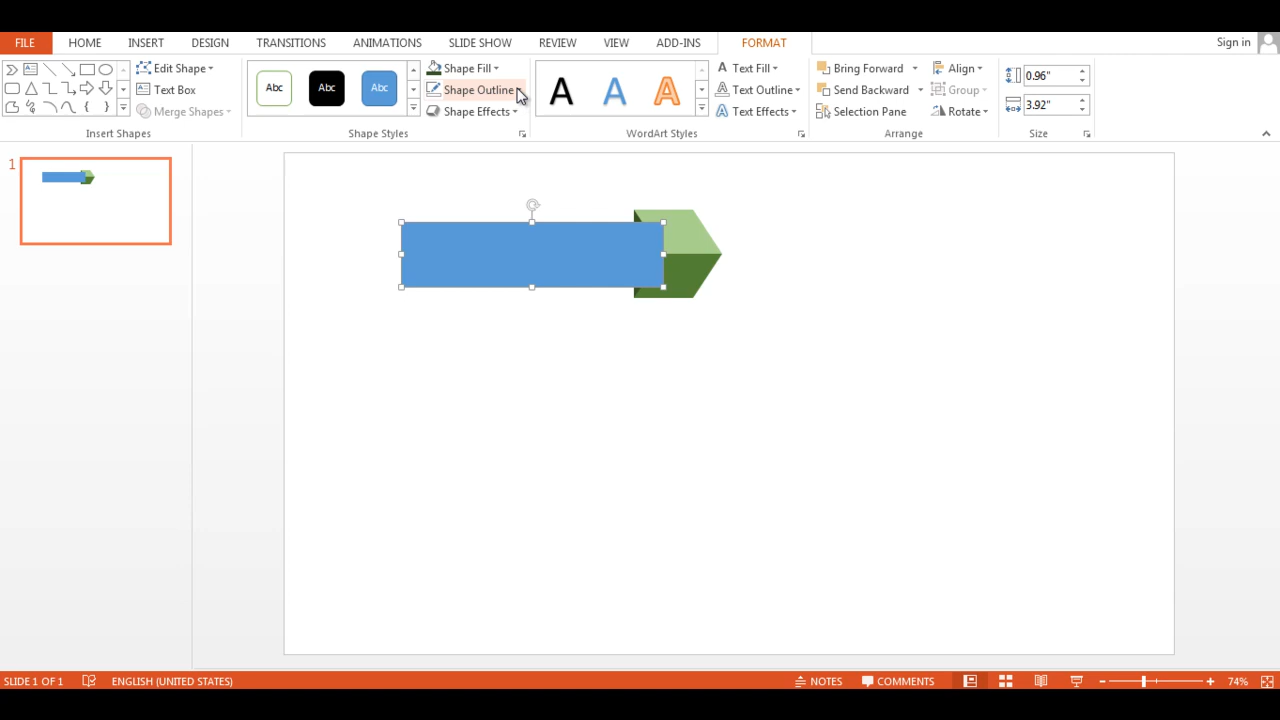 FILE HOME INSERT DESIGN TRANSITIONS ANIMATIONS SLIDE SHOW REVIEW VIEW ADD-INS FORMAT Sign in
Edit Shape
Text Box
Merge Shapes
Insert Shapes
Abc Abc Abc
Shape Fill
Shape Outline
Shape Effects
Shape Styles
A A A
Text Fill
Text Outline
Text Effects
WordArt Styles
Bring Forward
Send Backward
Selection Pane
Align
Group
Rotate
Arrange
0.96"
3.92"
Size
1
SLIDE 1 OF 1 ENGLISH (UNITED STATES) NOTES COMMENTS 74%